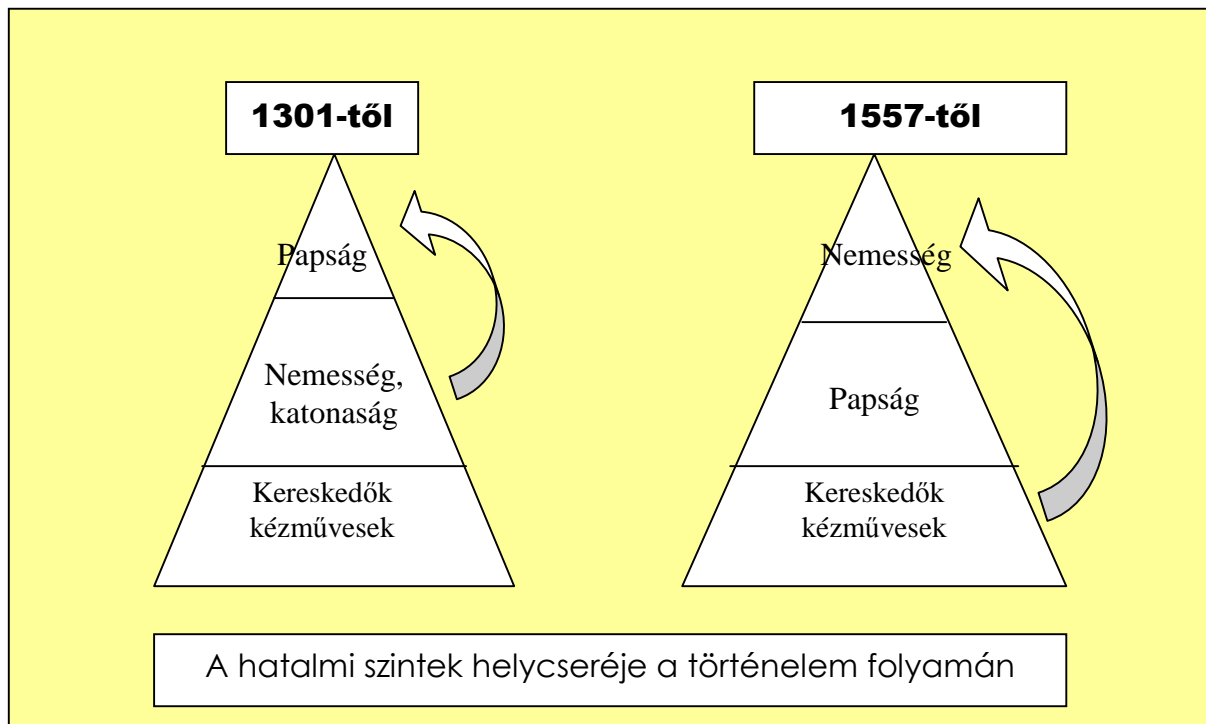 1301-től
Papság
Nemesség,
katonaság
Kereskedők
kézművesek
1557-től
Nemesség
Papság
Kereskedők
kézművesek
A hatalmi szintek helycseréje a történelem folyamán